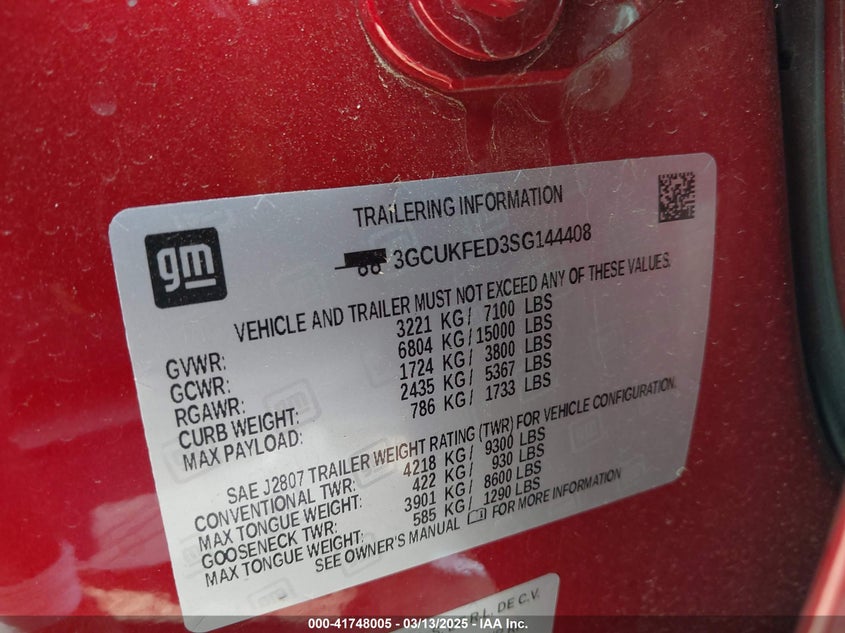 gm
TRAILERING INFORMATION
3GCUKFED3SG144408
VEHICLE AND TRAILER MUST NOT EXCEED ANY OF THESE VALUES.
GVWR: 3221 KG/ 7100 LBS
GCWR: 6804 KG/ 15000 LBS
RGAWR: 1724 KG/ 3800 LBS
CURB WEIGHT: 2435 KG/ 5367 LBS
MAX PAYLOAD: 786 KG/ 1733 LBS
SAE J2807 TRAILER WEIGHT RATING (TWR) FOR VEHICLE CONFIGURATION.
CONVENTIONAL TWR: 4218 KG/ 9300 LBS
MAX TONGUE WEIGHT: 422 KG/ 930 LBS
GOOSENECK TWR: 3901 KG/ 8600 LBS
MAX TONGUE WEIGHT: 585 KG/ 1290 LBS
SEE OWNER'S MANUAL FOR MORE INFORMATION
DE C.V.
000-41748005 - 03/13/2025 - IAA Inc.